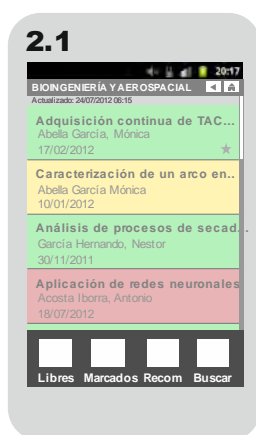 2.1
20:17
BIOINGENIERÍA Y AEROSPACIAL
Actualizado: 24/07/2012 06:15
Adquisición continua de TAC...
Abella García, Mónica
17/02/2012
Caracterización de un arco en..
Abella García Mónica
10/01/2012
Análisis de procesos de secad...
García Hernando, Nestor
30/11/2011
Aplicación de redes neuronales
Acosta Iborra, Antonio
18/07/2012
Libres Marcados Recom Buscar